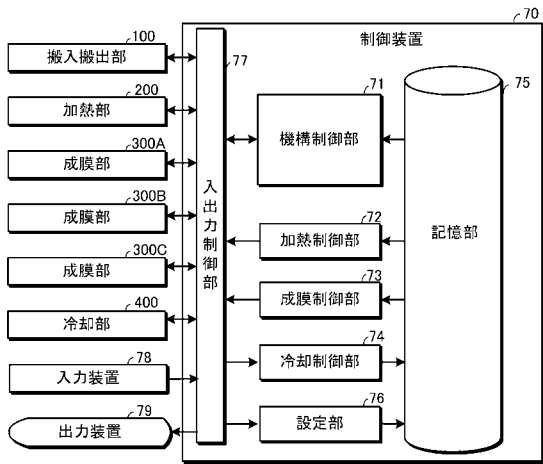 70
制御装置
100
搬入搬出部
200
加熱部
300A
成膜部
300B
成膜部
300C
成膜部
400
冷却部
78
入力装置
79
出力装置
77
入出力制御部
71
機構制御部
72
加熱制御部
73
成膜制御部
74
冷却制御部
76
設定部
75
記憶部